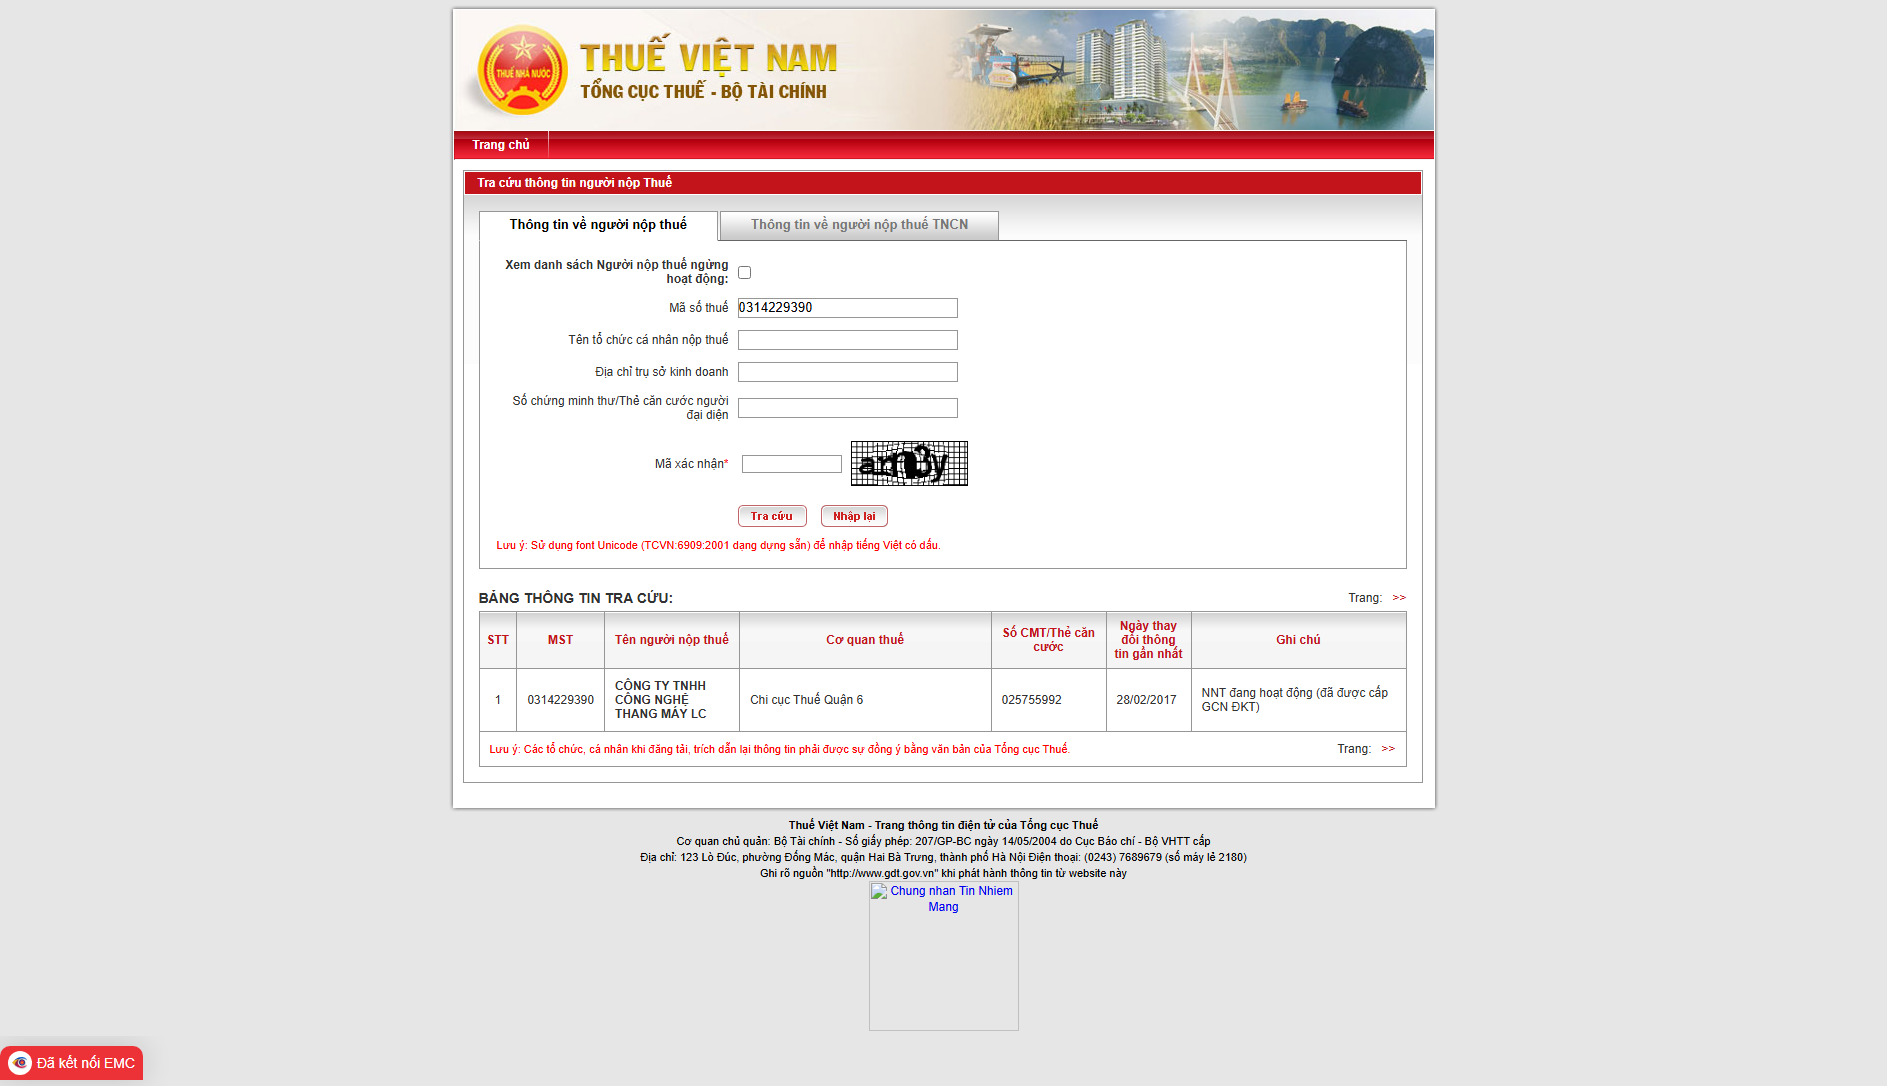 THUẾ NHÀ NƯỚC
THUẾ VIỆT NAM
TỔNG CỤC THUẾ - BỘ TÀI CHÍNH
Trang chủ
Tra cứu thông tin người nộp Thuế
Thông tin về người nộp thuế
Thông tin về người nộp thuế TNCN
Xem danh sách Người nộp thuế ngừng
hoạt động:
Mã số thuế
0314229390
Tên tổ chức cá nhân nộp thuế
Địa chỉ trụ sở kinh doanh
Số chứng minh thư/Thẻ căn cước người
đại diện
Mã xác nhận*
Tra cứu
Nhập lại
Lưu ý: Sử dụng font Unicode (TCVN:6909:2001 dạng dựng sẵn) để nhập tiếng Việt có dấu.
BẢNG THÔNG TIN TRA CỨU:
Trang: >>
STT
MST
Tên người nộp thuế
Cơ quan thuế
Số CMT/Thẻ căn
cước
Ngày thay
đổi thông
tin gần nhất
Ghi chú
1
0314229390
CÔNG TY TNHH
CÔNG NGHỆ
THANG MÁY LC
Chi cục Thuế Quận 6
025755992
28/02/2017
NNT đang hoạt động (đã được cấp
GCN ĐKT)
Lưu ý: Các tổ chức, cá nhân khi đăng tải, trích dẫn lại thông tin phải được sự đồng ý bằng văn bản của Tổng cục Thuế.
Trang: >>
Thuế Việt Nam - Trang thông tin điện tử của Tổng cục Thuế
Cơ quan chủ quản: Bộ Tài chính - Số giấy phép: 207/GP-BC ngày 14/05/2004 do Cục Báo chí - Bộ VHTT cấp
Địa chỉ: 123 Lò Đúc, phường Đống Mác, quận Hai Bà Trưng, thành phố Hà Nội Điện thoại: (0243) 7689679 (số máy lẻ 2180)
Ghi rõ nguồn "http://www.gdt.gov.vn" khi phát hành thông tin từ website này
Chung nhan Tin Nhiem
Mang
Đã kết nối EMC